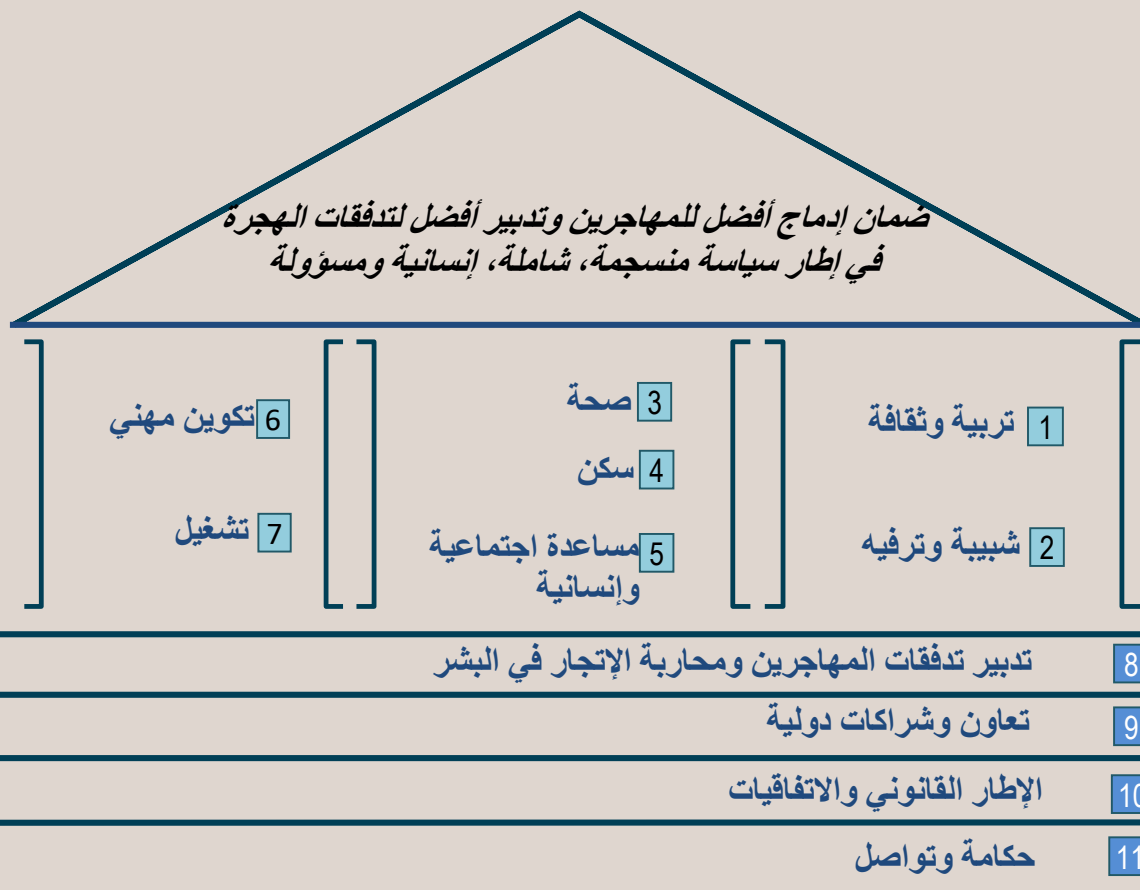 ضمان إدماج أفضل للمهاجرين وتدبير أفضل لتدفقات الهجرة
في إطار سياسة منسجمة، شاملة، إنسانية ومسؤولة
1 تربية وثقافة
2 شبيبة وترفيه
3 صحة
4 سكن
5 مساعدة اجتماعية
وإنسانية
6 تكوين مهني
7 تشغيل
8 تدبير تدفقات المهاجرين ومحاربة الإتجار في البشر
9 تعاون وشراكات دولية
10 الإطار القانوني والاتفاقيات
11 حكامة وتواصل